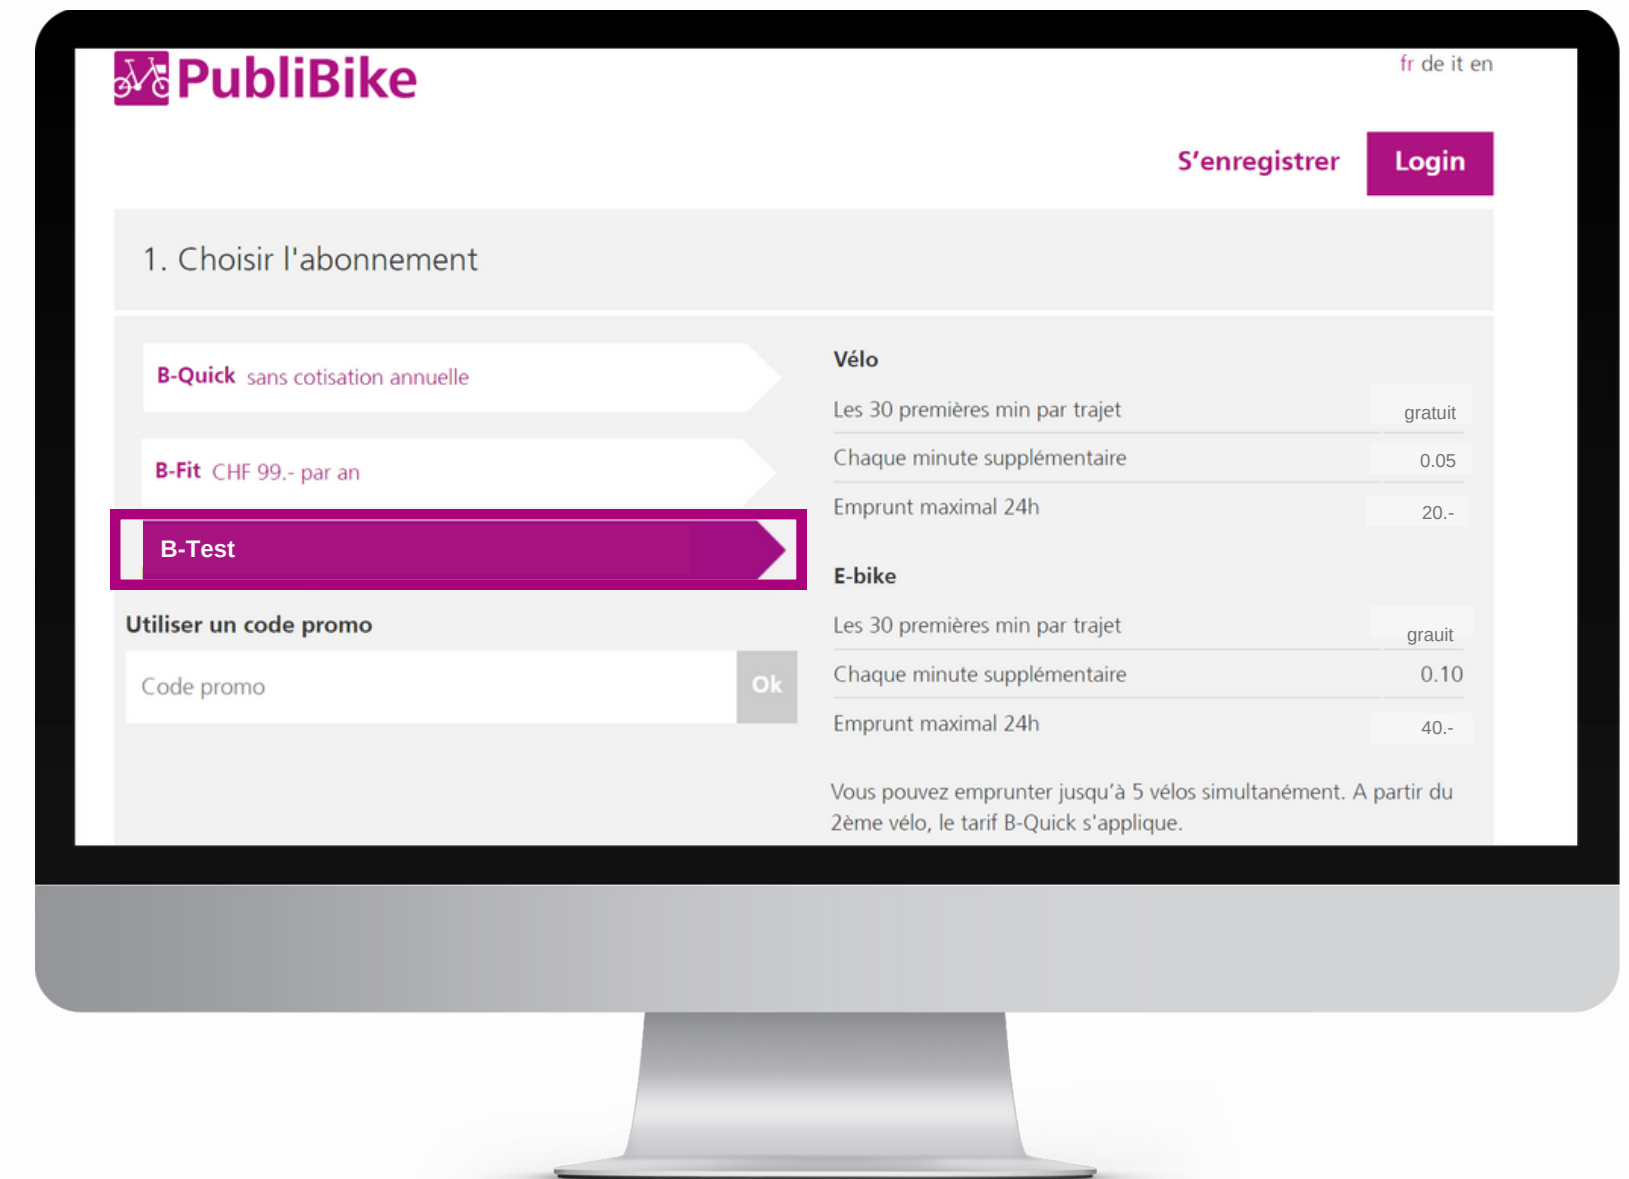 PubliBike
fr de it en
S'enregistrer
Login
1. Choisir l'abonnement
B-Quick sans cotisation annuelle
B-Fit CHF 99.- par an
B-Test
Utiliser un code promo
Code promo
Ok
Vélo
Les 30 premières min par trajet gratuit
Chaque minute supplémentaire 0.05
Emprunt maximal 24h 20.-
E-bike
Les 30 premières min par trajet grauit
Chaque minute supplémentaire 0.10
Emprunt maximal 24h 40.-
Vous pouvez emprunter jusqu'à 5 vélos simultanément. A partir du
2ème vélo, le tarif B-Quick s'applique.